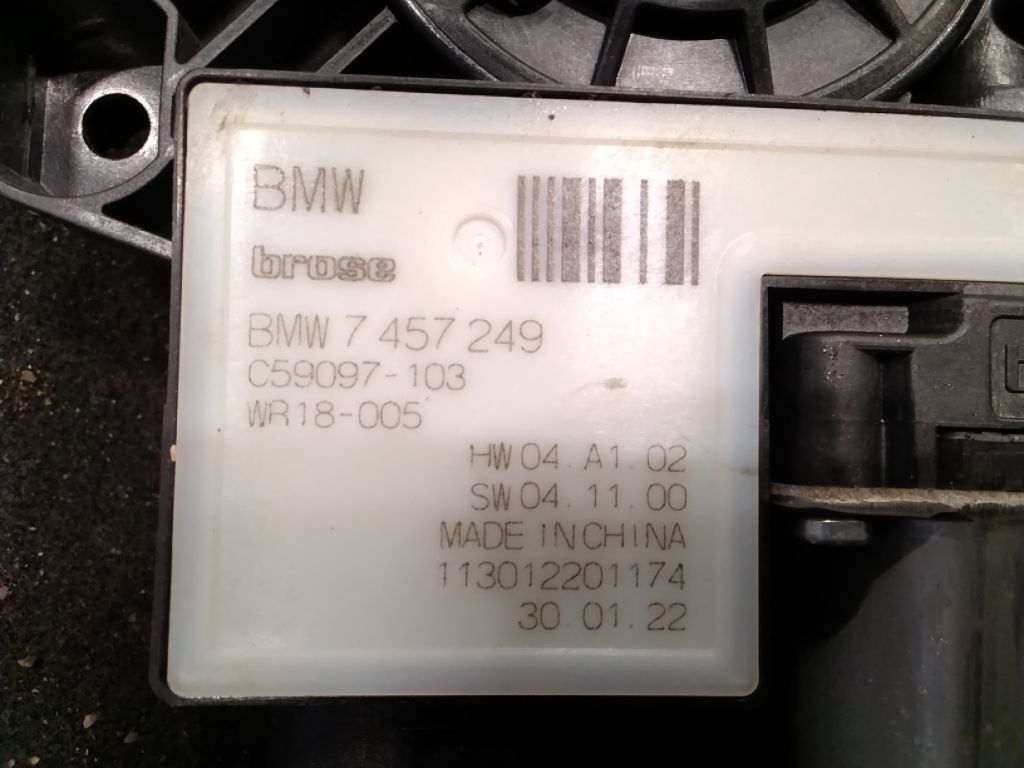 BMW
brose
BMW 7 457 249
C59097-103
WR18-005
HW 04. A1. 02
SW 04. 11. 00
MADE IN CHINA
113012201174
30. 01. 22